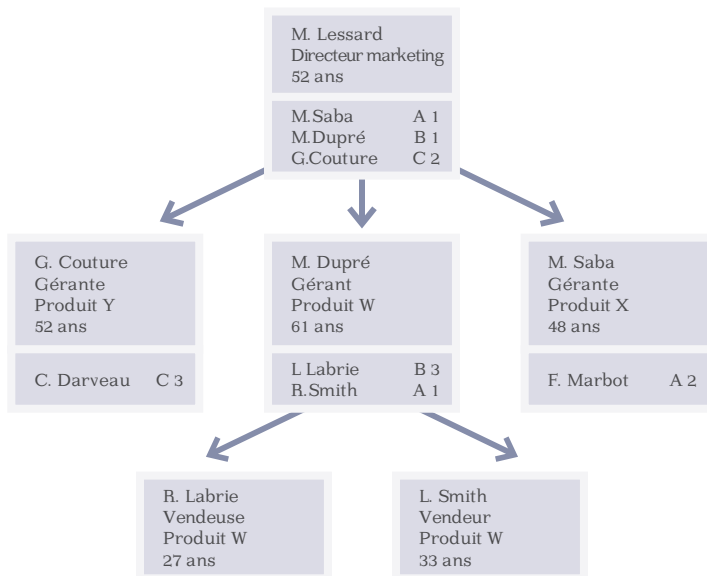 M. Lessard
Directeur marketing
52 ans
M.Saba A 1
M.Dupré B 1
G.Couture C 2
G. Couture
Gérante
Produit Y
52 ans
C. Darveau C 3
M. Dupré
Gérant
Produit W
61 ans
L Labrie B 3
R.Smith A 1
M. Saba
Gérante
Produit X
48 ans
F. Marbot A 2
R. Labrie
Vendeuse
Produit W
27 ans
L. Smith
Vendeur
Produit W
33 ans